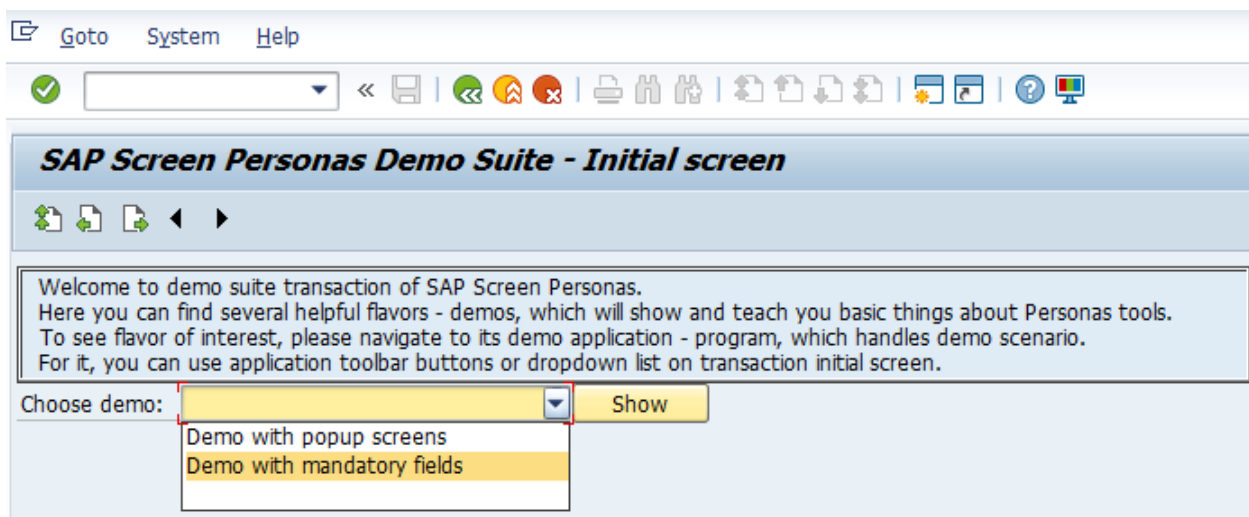 Goto System Help
SAP Screen Personas Demo Suite - Initial screen
Welcome to demo suite transaction of SAP Screen Personas.
Here you can find several helpful flavors - demos, which will show and teach you basic things about Personas tools.
To see flavor of interest, please navigate to its demo application - program, which handles demo scenario.
For it, you can use application toolbar buttons or dropdown list on transaction initial screen.
Choose demo: Show
Demo with popup screens
Demo with mandatory fields